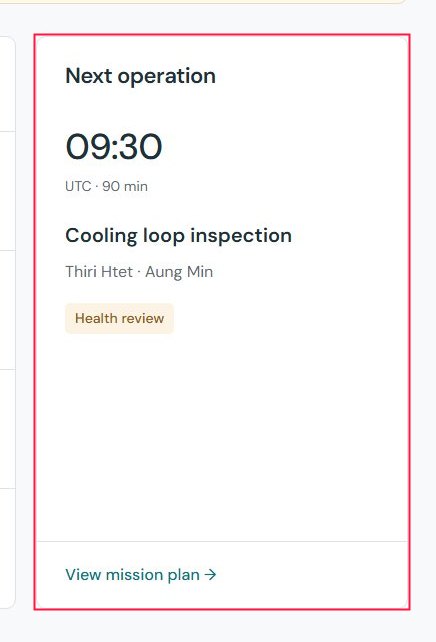 Next operation
09:30
UTC · 90 min
Cooling loop inspection
Thiri Htet · Aung Min
Health review
View mission plan →